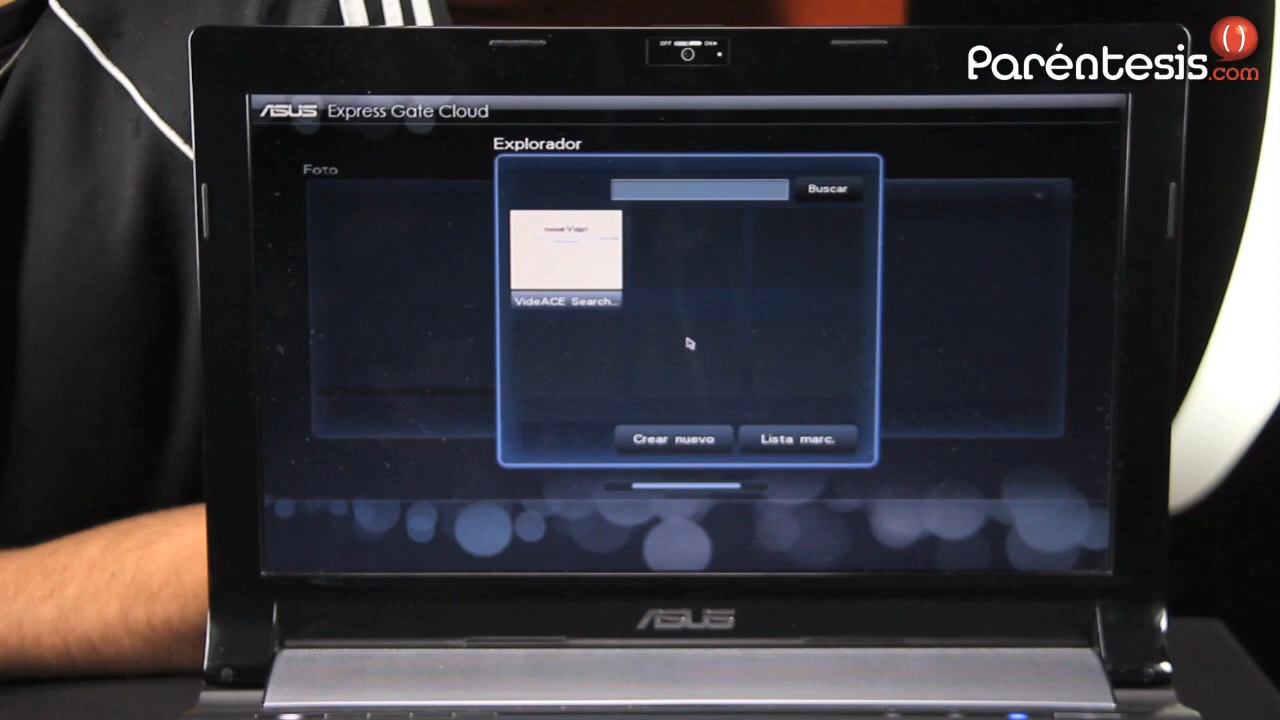 OFF ON
Paréntesis.com
ASUS Express Gate Cloud
Explorador
Foto
Buscar
VideACE Search...
Crear nuevo
Lista marc.
ASUS